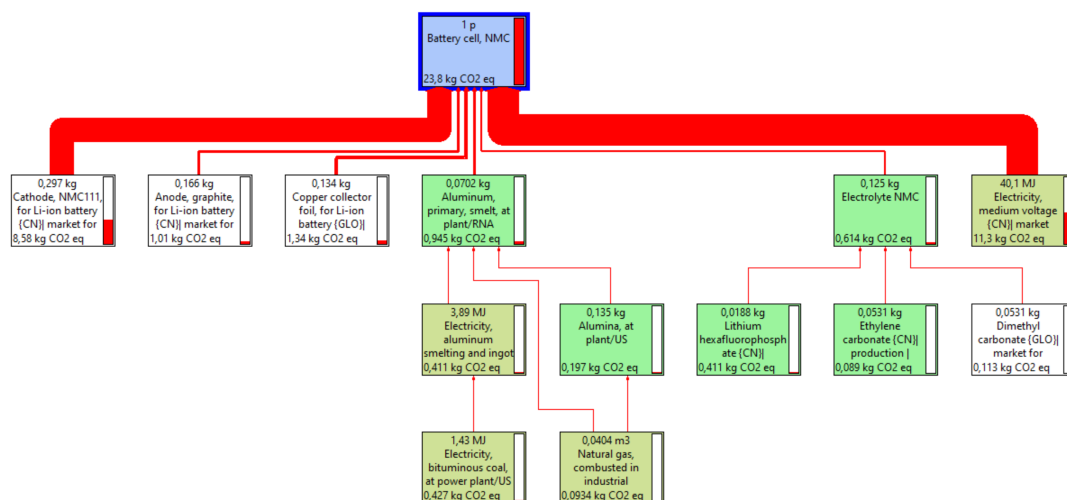 1 p
Battery cell, NMC
23,8 kg CO2 eq
0,297 kg
Cathode, NMC111,
for Li-ion battery
{CN}| market for
8,58 kg CO2 eq
0,166 kg
Anode, graphite,
for Li-ion battery
{CN}| market for
1,01 kg CO2 eq
0,134 kg
Copper collector
foil, for Li-ion
battery {GLO}|
1,34 kg CO2 eq
0,0702 kg
Aluminum,
primary, smelt, at
plant/RNA
0,945 kg CO2 eq
0,125 kg
Electrolyte NMC
0,614 kg CO2 eq
40,1 MJ
Electricity,
medium voltage
{CN}| market
11,3 kg CO2 eq
3,89 MJ
Electricity,
aluminum
smelting and ingot
0,411 kg CO2 eq
0,135 kg
Alumina, at
plant/US
0,197 kg CO2 eq
0,0188 kg
Lithium
hexafluorophosph
ate {CN}|
0,411 kg CO2 eq
0,0531 kg
Ethylene
carbonate {CN}|
production |
0,089 kg CO2 eq
0,0531 kg
Dimethyl
carbonate {GLO}|
market for
0,113 kg CO2 eq
1,43 MJ
Electricity,
bituminous coal,
at power plant/US
0,427 kg CO2 eq
0,0404 m3
Natural gas,
combusted in
industrial
0,0934 kg CO2 eq